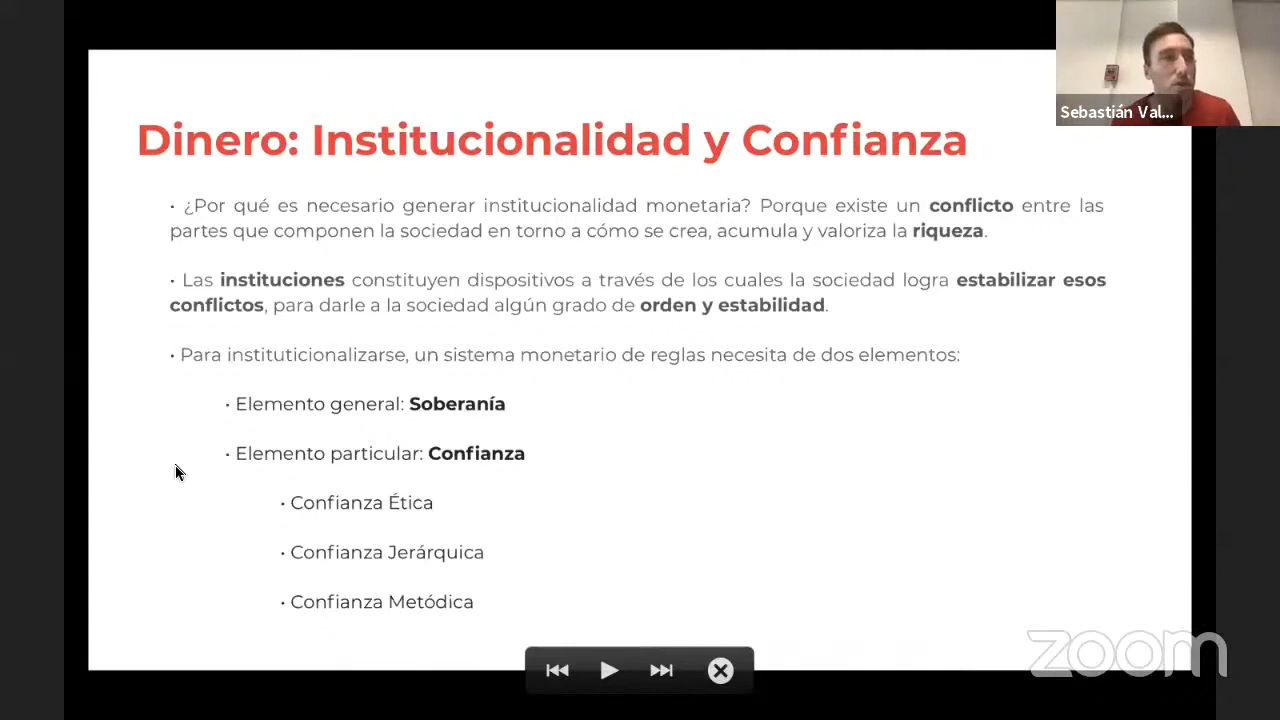 Dinero: Institucionalidad y Confianza
Sebastián Val...
• ¿Por qué es necesario generar institucionalidad monetaria? Porque existe un conflicto entre las
partes que componen la sociedad en torno a cómo se crea, acumula y valoriza la riqueza.
• Las instituciones constituyen dispositivos a través de los cuales la sociedad logra estabilizar esos
conflictos, para darle a la sociedad algún grado de orden y estabilidad.
• Para instituticionalizarse, un sistema monetario de reglas necesita de dos elementos:
• Elemento general: Soberanía
• Elemento particular: Confianza
• Confianza Ética
• Confianza Jerárquica
• Confianza Metódica
zoom